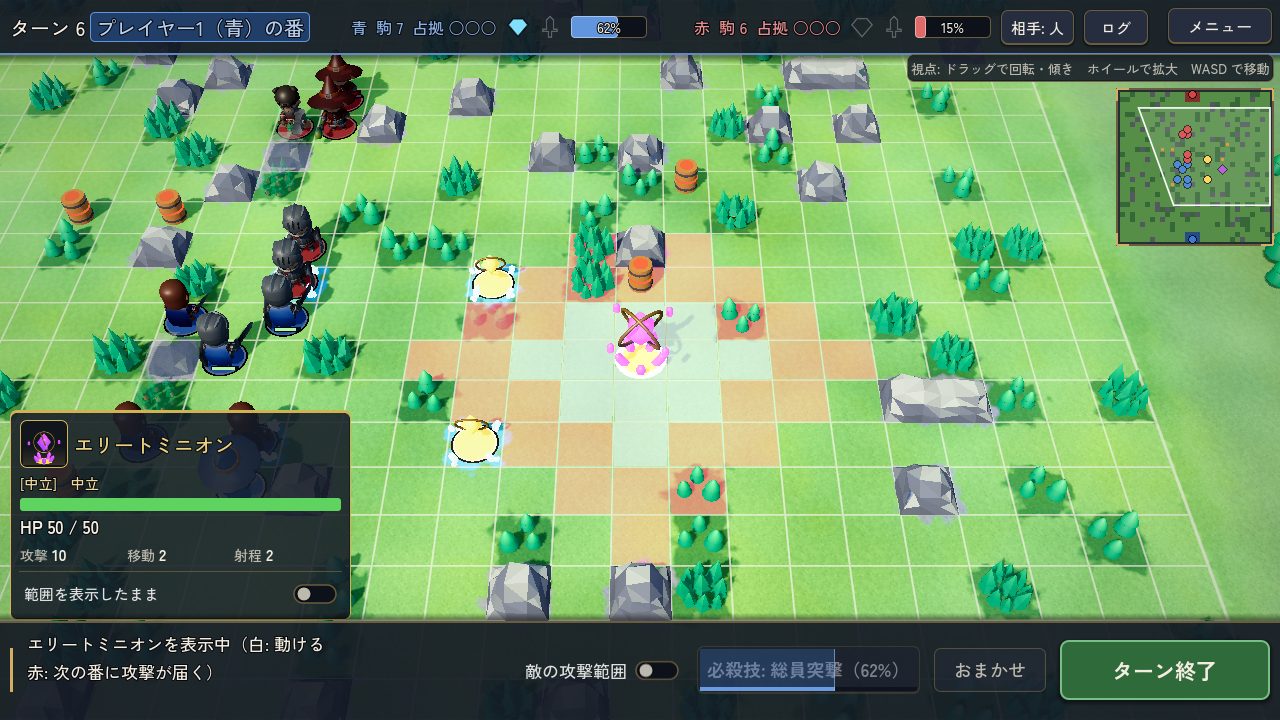 ターン 6 プレイヤー1（青）の番 青 駒 7 占拠 〇〇〇 62% 赤 駒 6 占拠 〇〇〇 15% 相手: 人 ログ メニュー
視点: ドラッグで回転・傾き ホイールで拡大 WASD で移動
エリートミニオン
[中立] 中立
HP 50 / 50
攻撃 10 移動 2 射程 2
範囲を表示したまま
エリートミニオンを表示中（白: 動ける
赤: 次の番に攻撃が届く）
敵の攻撃範囲 必殺技: 総員突撃（62%） おまかせ ターン終了